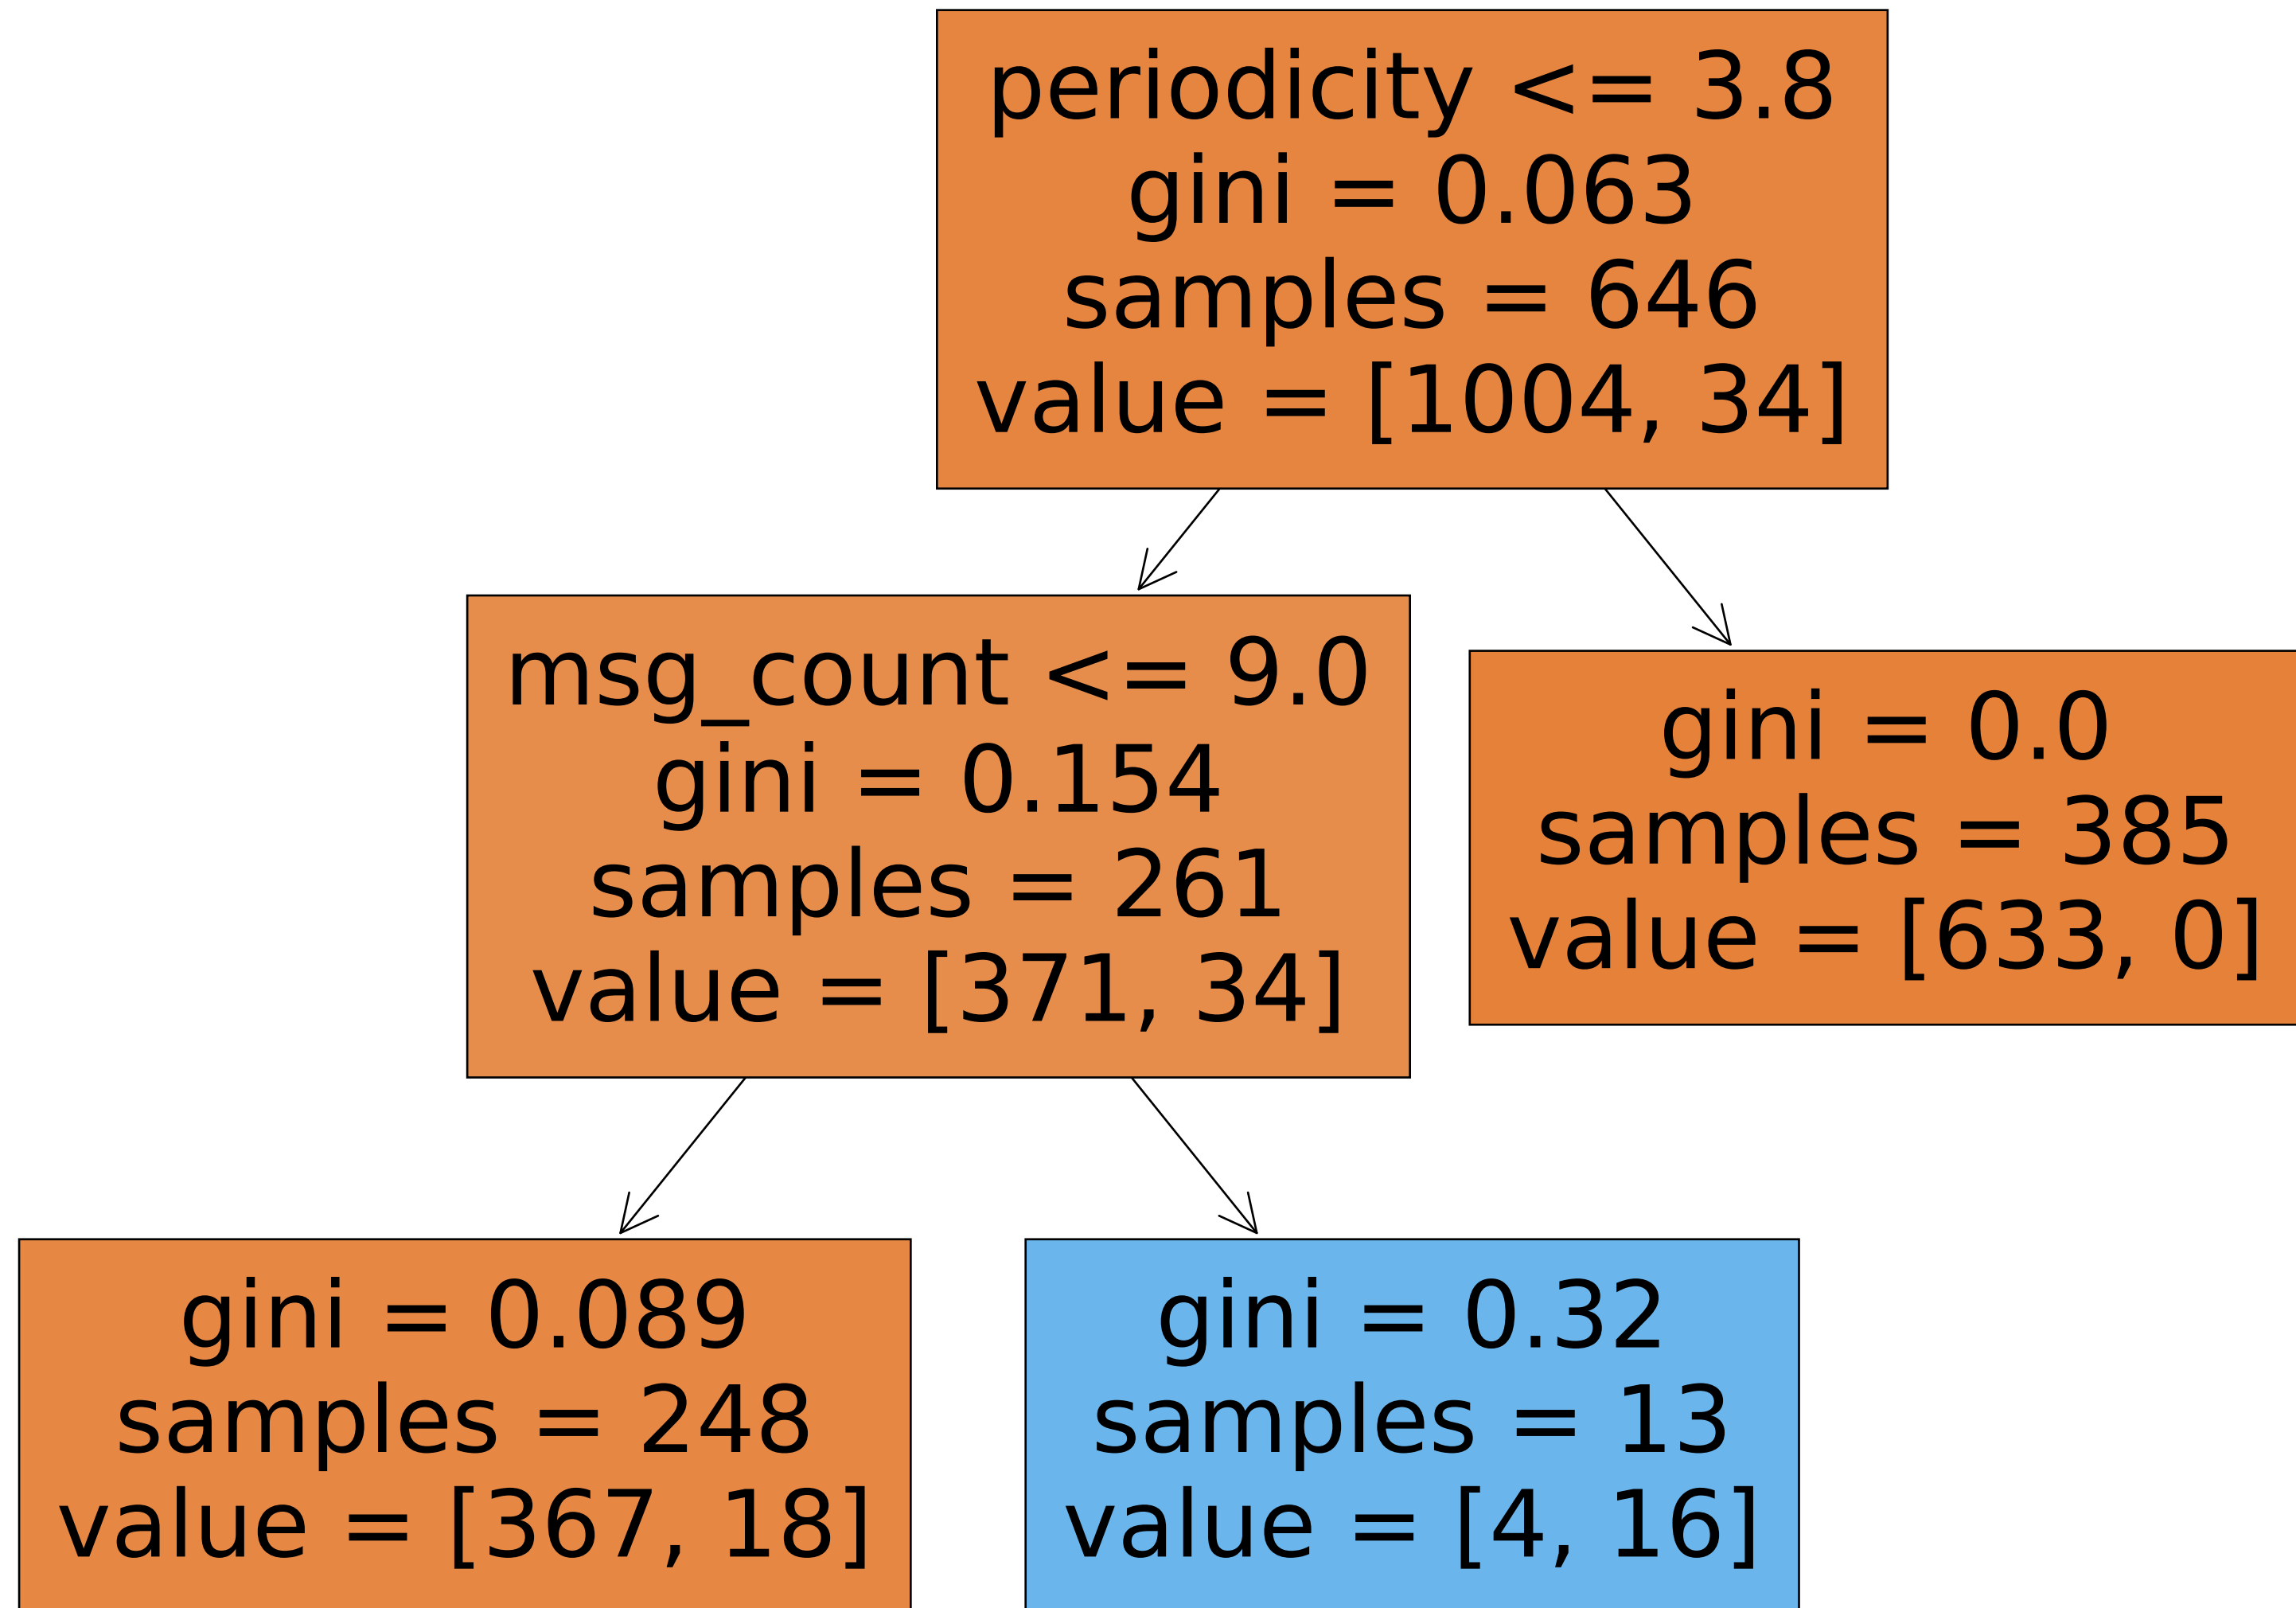 periodicity <= 3.8
gini = 0.063
samples = 646
value = [1004, 34]
msg_count <= 9.0
gini = 0.154
samples = 261
value = [371, 34]
gini = 0.0
samples = 385
value = [633, 0]
gini = 0.089
samples = 248
value = [367, 18]
gini = 0.32
samples = 13
value = [4, 16]